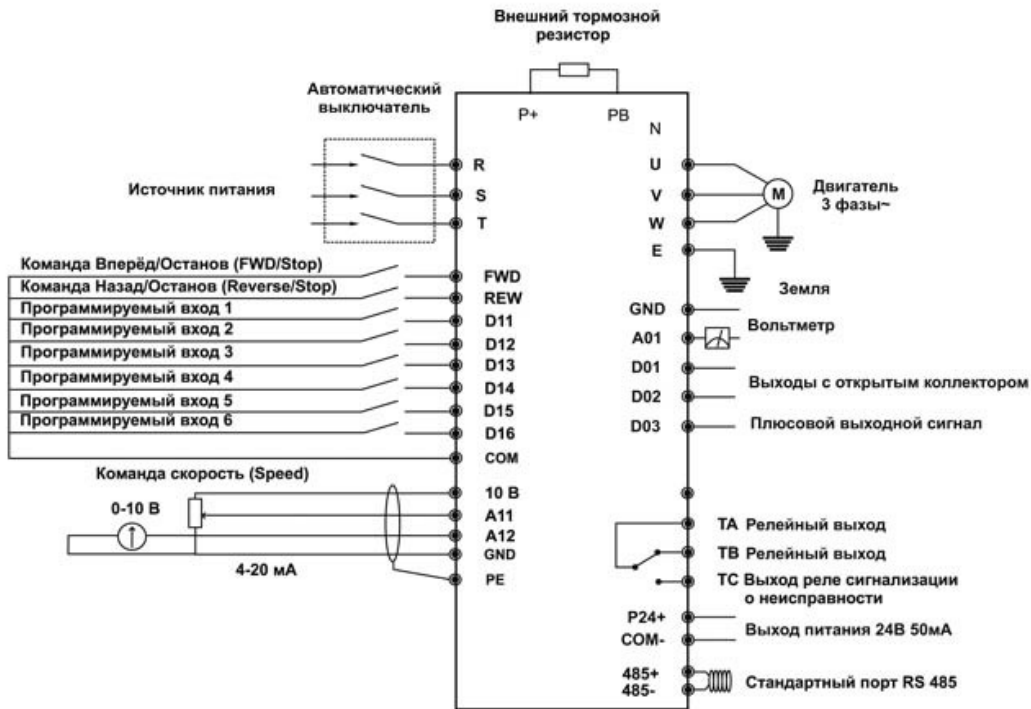 Внешний тормозной
резистор
Автоматический
выключатель
P+
PB
N
R
S
T
Источник питания
U
V
W
E
M
Двигатель
3 фазы~
Земля
Команда Вперёд/Останов (FWD/Stop)
FWD
Команда Назад/Останов (Reverse/Stop)
REW
Программируемый вход 1
D11
Программируемый вход 2
D12
Программируемый вход 3
D13
Программируемый вход 4
D14
Программируемый вход 5
D15
Программируемый вход 6
D16
COM
Команда скорость (Speed)
10 В
0-10 В
A11
A12
GND
4-20 мА
PE
GND
A01
Вольтметр
D01
D02
Выходы с открытым коллектором
D03
Плюсовой выходной сигнал
TA Релейный выход
TB Релейный выход
TC Выход реле сигнализации
о неисправности
P24+
COM-
Выход питания 24В 50мА
485+
485-
Стандартный порт RS 485